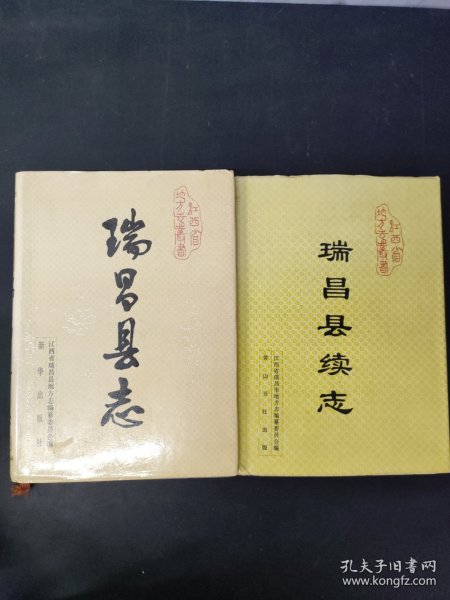 江西省
地方志丛书
瑞昌县志
江西省瑞昌县地方志编纂委员会编
新华出版社
江西省
地方志丛书
瑞昌县续志
江西省瑞昌市地方志编纂委员会编
黄山书社出版
孔夫子旧书网
www.kongfz.com